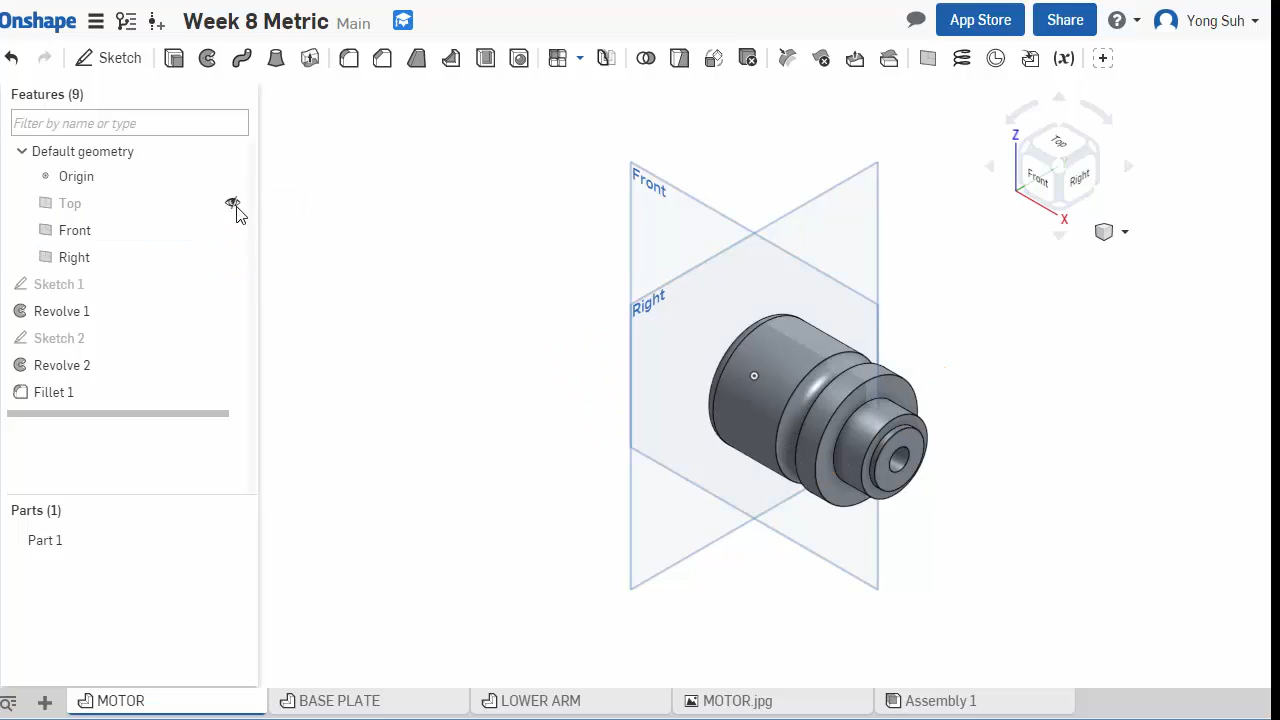 Onshape Week 8 Metric Main App Store Share Yong Suh
Sketch (x)
Features (9)
Filter by name or type
Default geometry
Origin
Top
Front
Right
Sketch 1
Revolve 1
Sketch 2
Revolve 2
Fillet 1
Parts (1)
Part 1
Front
Right
Z
Top
Front
Right
X
MOTOR BASE PLATE LOWER ARM MOTOR.jpg Assembly 1